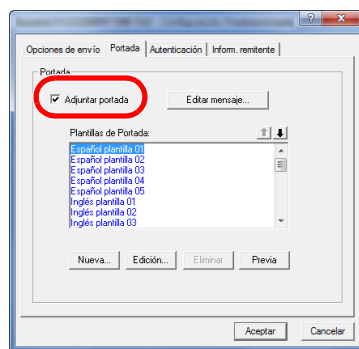 Opciones de envío Portada Autenticación Inform. remitente
Portada
Adjuntar portada Editar mensaje...
Plantillas de Portada:
Español plantilla 01
Español plantilla 02
Español plantilla 03
Español plantilla 04
Español plantilla 05
Inglés plantilla 01
Inglés plantilla 02
Inglés plantilla 03
Nueva... Edición... Eliminar Previa
Aceptar Cancelar